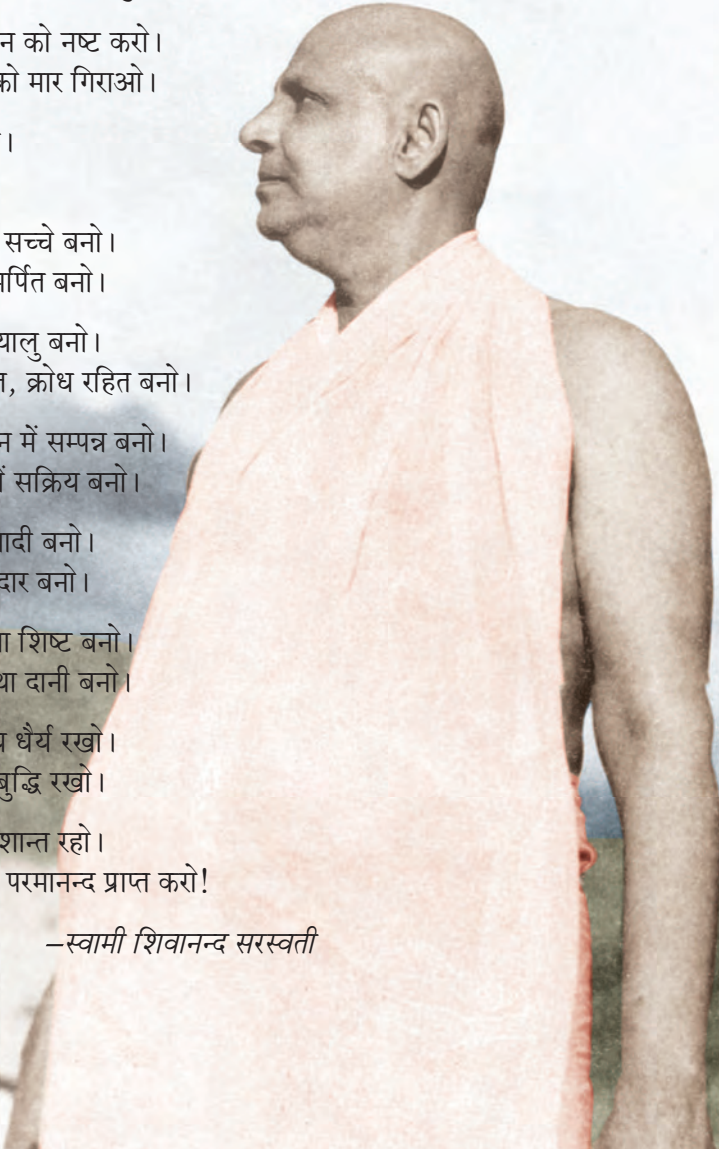 को नष्ट करो।
मार गिराओ।
।
सच्चे बनो।
बनो।
बनो।
, क्रोध रहित बनो।
में सम्पन्न बनो।
सक्रिय बनो।
बनो।
बनो।
शिष्ट बनो।
दानी बनो।
धैर्य रखो।
बुद्धि रखो।
शान्त रहो।
परमानन्द प्राप्त करो!
–स्वामी शिवानन्द सरस्वती